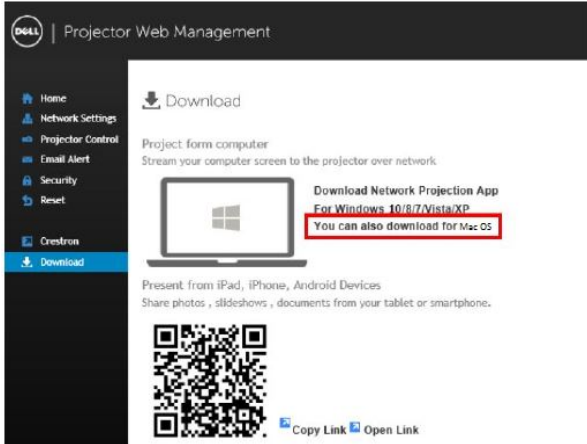 DELL | Projector Web Management
Home
Network Settings
Projector Control
Email Alert
Security
Reset
Crestron
Download
Download
Project form computer
Stream your computer screen to the projector over network
Download Network Projection App
For Windows 10/8/7/Vista/XP
You can also download for Mac OS
Present from iPad, iPhone, Android Devices
Share photos , slideshows , documents from your tablet or smartphone.
Copy Link Open Link